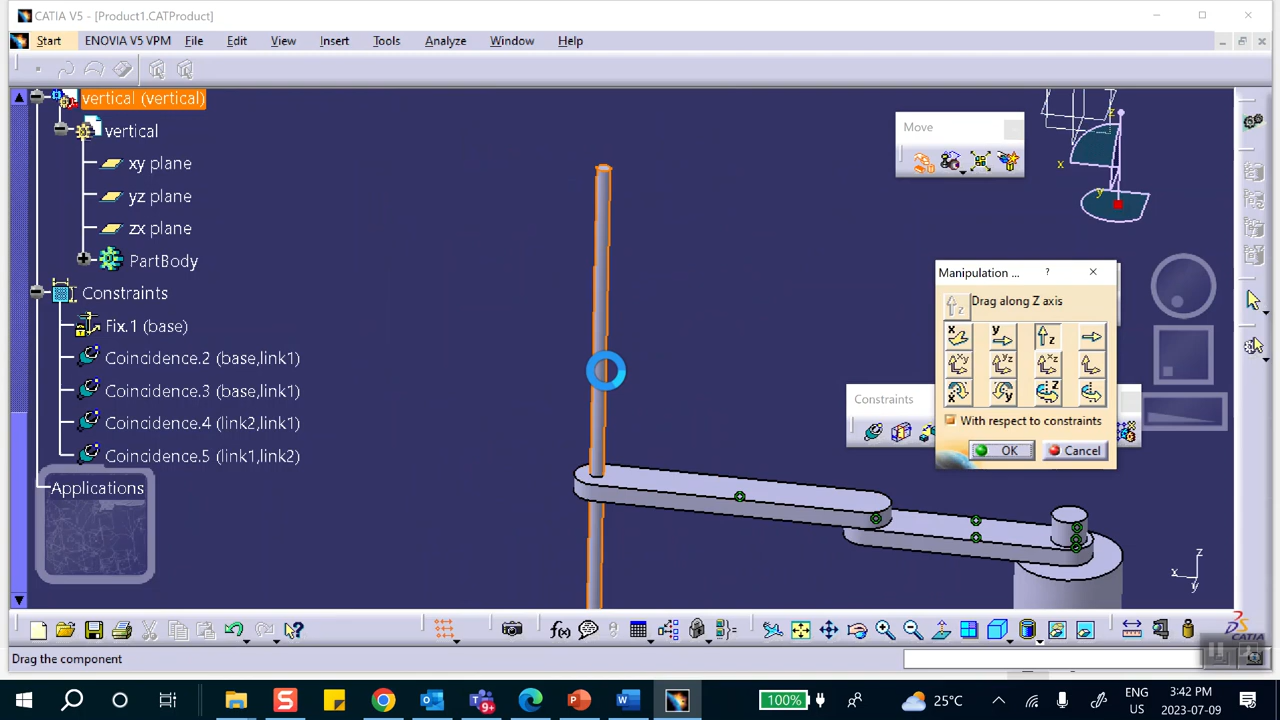 CATIA V5 - [Product1.CATProduct]
Start ENOVIA V5 VPM File Edit View Insert Tools Analyze Window Help
vertical (vertical)
vertical
xy plane
yz plane
zx plane
PartBody
Constraints
Fix.1 (base)
Coincidence.2 (base,link1)
Coincidence.3 (base,link1)
Coincidence.4 (link2,link1)
Coincidence.5 (link1,link2)
Applications
Move
z
x
y
Manipulation ... ?
Drag along Z axis
With respect to constraints
OK Cancel
Constraints
z
x
y
f(x)
CATIA
Drag the component
9+
100%
25°C
ENG
US
3:42 PM
2023-07-09